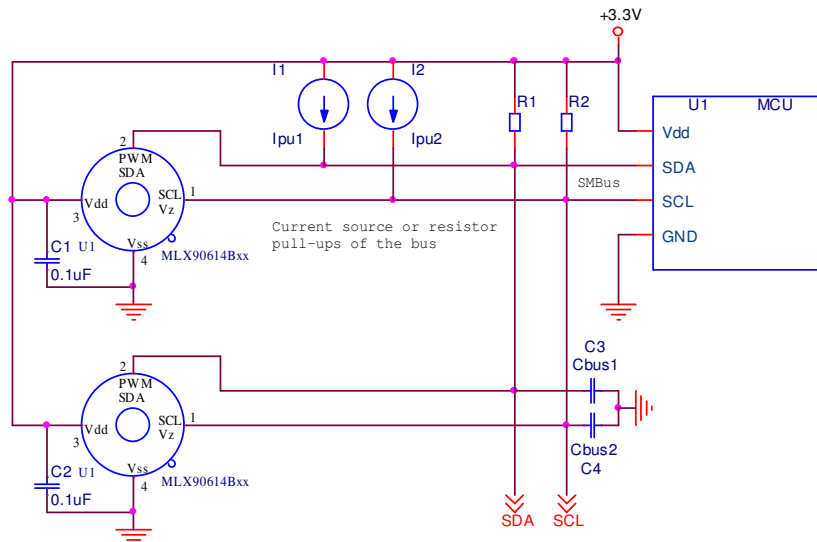 +3.3V
I1
I2
R1
R2
U1 MCU
Ipu1
Ipu2
Vdd
SDA
SCL
GND
SMBus
2
PWM
SDA
SCL
Vz
1
Vdd
3
Vss
4
C1 U1
0.1uF
MLX90614Bxx
Current source or resistor
pull-ups of the bus
2
PWM
SDA
SCL
Vz
1
Vdd
3
Vss
4
C2 U1
0.1uF
MLX90614Bxx
C3
Cbus1
Cbus2
C4
SDA
SCL